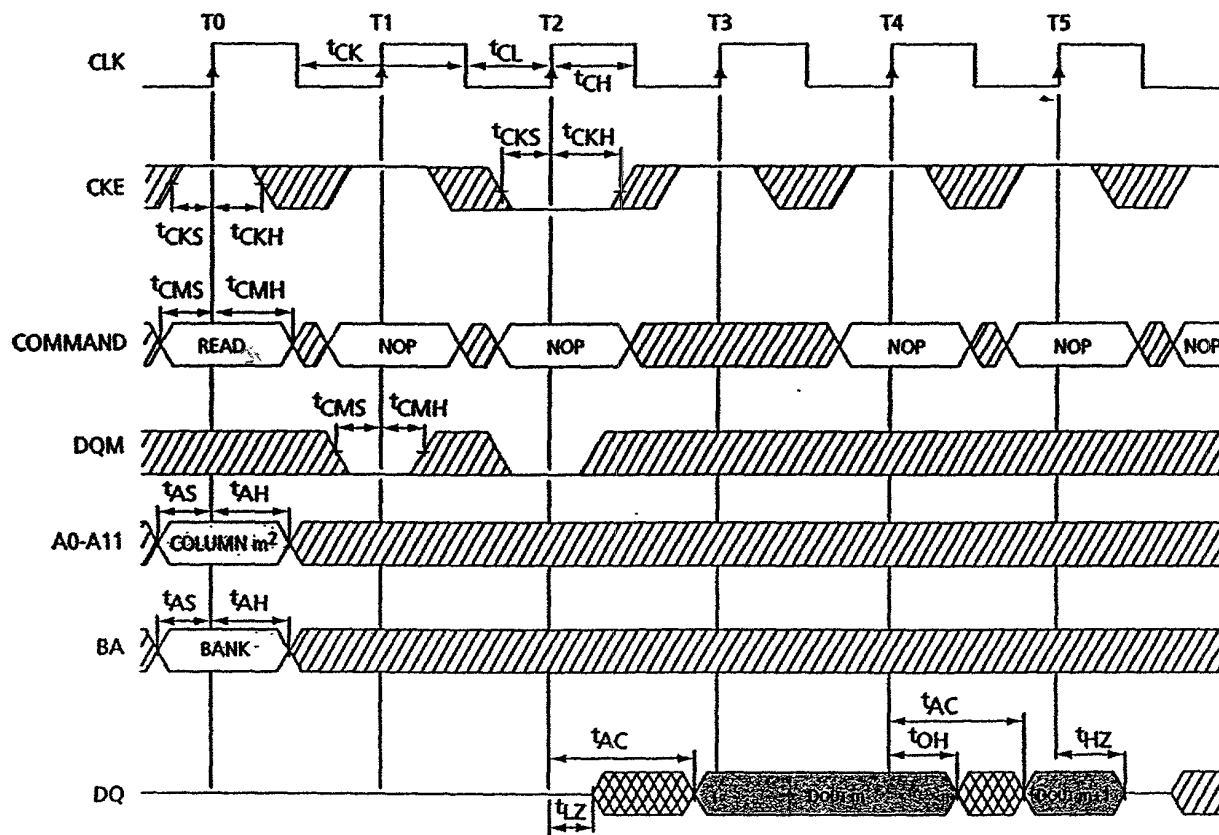 T0 T1 T2 T3 T4 T5
CLK
tCK
tCL
tCH
tCKS tCKH
CKE
tCKS tCKH
tCMS tCMH
COMMAND READ NOP NOP NOP NOP NOP
tCMS tCMH
DQM
tAS tAH
A0-A11 COLUMN m2
tAS tAH
BA BANK
tAC
tAC
tOH
tHZ
DQ
tLZ